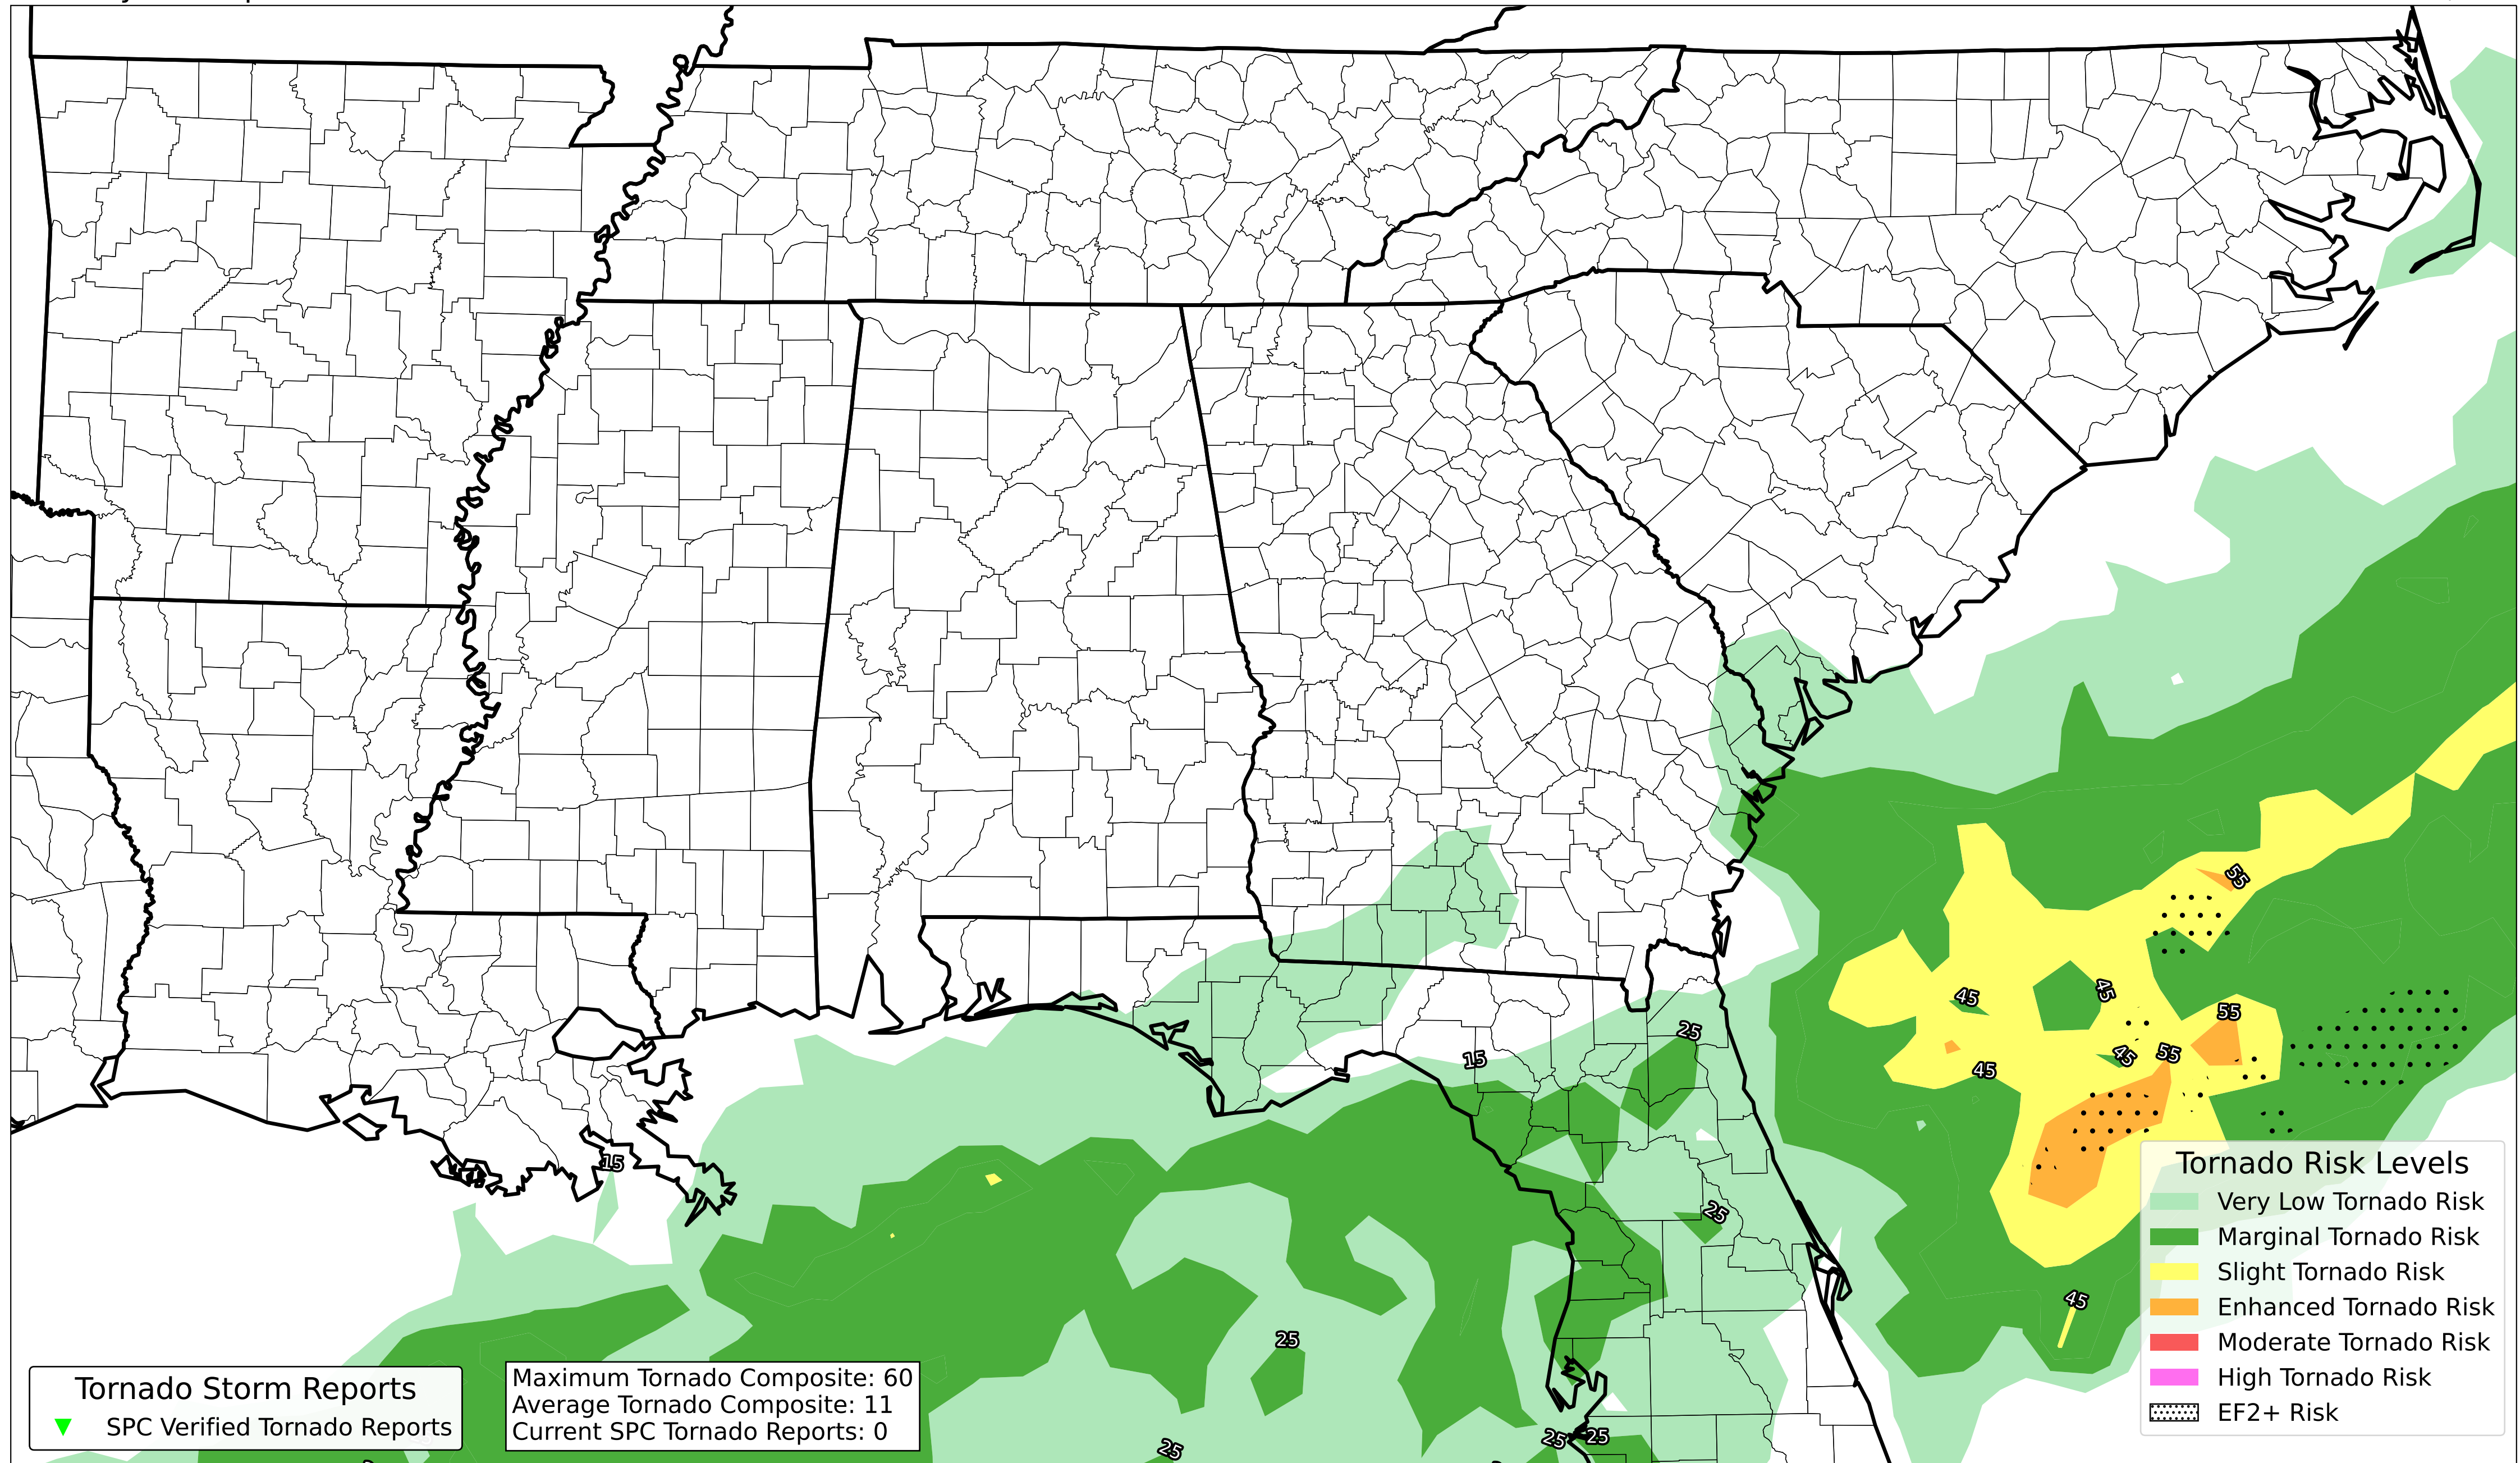 55
45
45
55
45
55
45
25
15
15
25
45
25
25
25
25
Tornado Risk Levels
Very Low Tornado Risk
Marginal Tornado Risk
Slight Tornado Risk
Enhanced Tornado Risk
Moderate Tornado Risk
High Tornado Risk
EF2+ Risk
Tornado Storm Reports
SPC Verified Tornado Reports
Maximum Tornado Composite: 60
Average Tornado Composite: 11
Current SPC Tornado Reports: 0